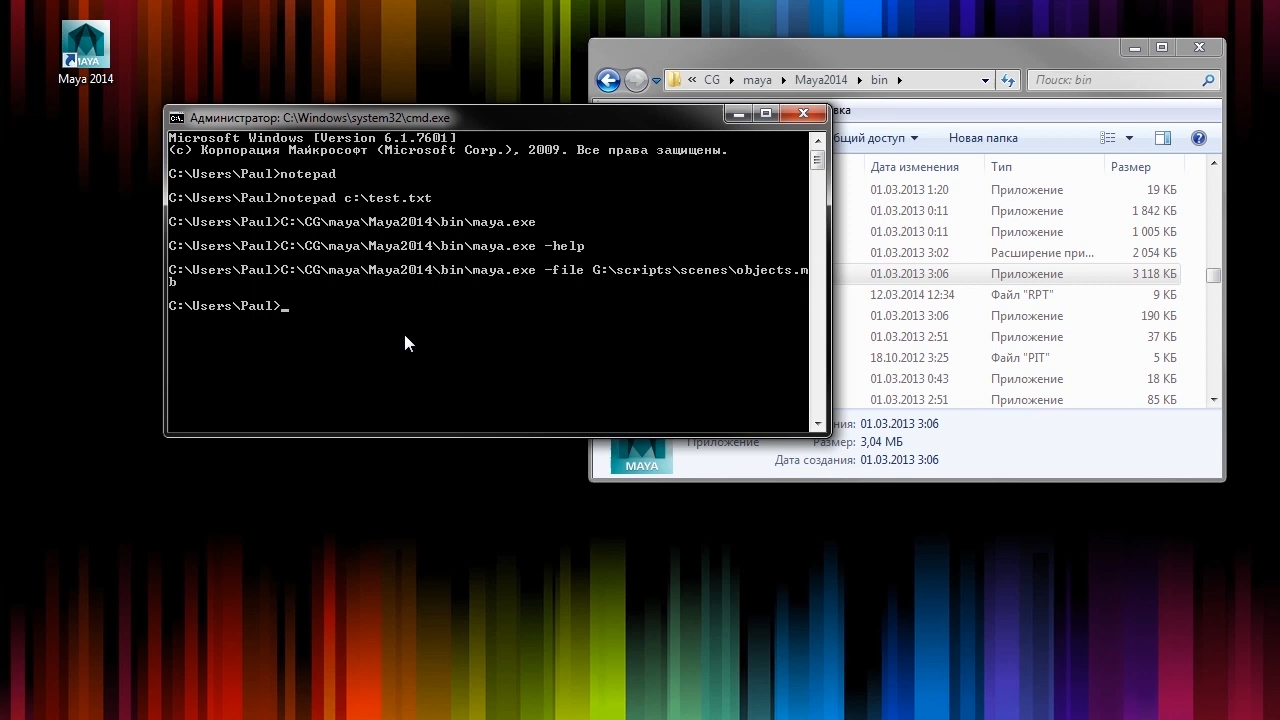 MAYA
Maya 2014
« CG ▸ maya ▸ Maya2014 ▸ bin ▸
Поиск: bin
Администратор: C:\Windows\system32\cmd.exe
Microsoft Windows [Version 6.1.7601]
(c) Корпорация Майкрософт (Microsoft Corp.), 2009. Все права защищены.
C:\Users\Paul>notepad
C:\Users\Paul>notepad c:\test.txt
C:\Users\Paul>C:\CG\maya\Maya2014\bin\maya.exe
C:\Users\Paul>C:\CG\maya\Maya2014\bin\maya.exe -help
C:\Users\Paul>C:\CG\maya\Maya2014\bin\maya.exe -file G:\scripts\scenes\objects.m
b
C:\Users\Paul>_
вка
бщий доступ Новая папка
Дата изменения Тип Размер
01.03.2013 1:20 Приложение 19 КБ
01.03.2013 0:11 Приложение 1 842 КБ
01.03.2013 0:11 Приложение 1 005 КБ
01.03.2013 3:02 Расширение при... 2 054 КБ
01.03.2013 3:06 Приложение 3 118 КБ
12.03.2014 12:34 Файл "RPT" 9 КБ
01.03.2013 3:06 Приложение 190 КБ
01.03.2013 2:51 Приложение 37 КБ
18.10.2012 3:25 Файл "PIT" 5 КБ
01.03.2013 0:43 Приложение 18 КБ
01.03.2013 2:51 Приложение 85 КБ
ния: 01.03.2013 3:06
Приложение Размер: 3,04 МБ
Дата создания: 01.03.2013 3:06
MAYA